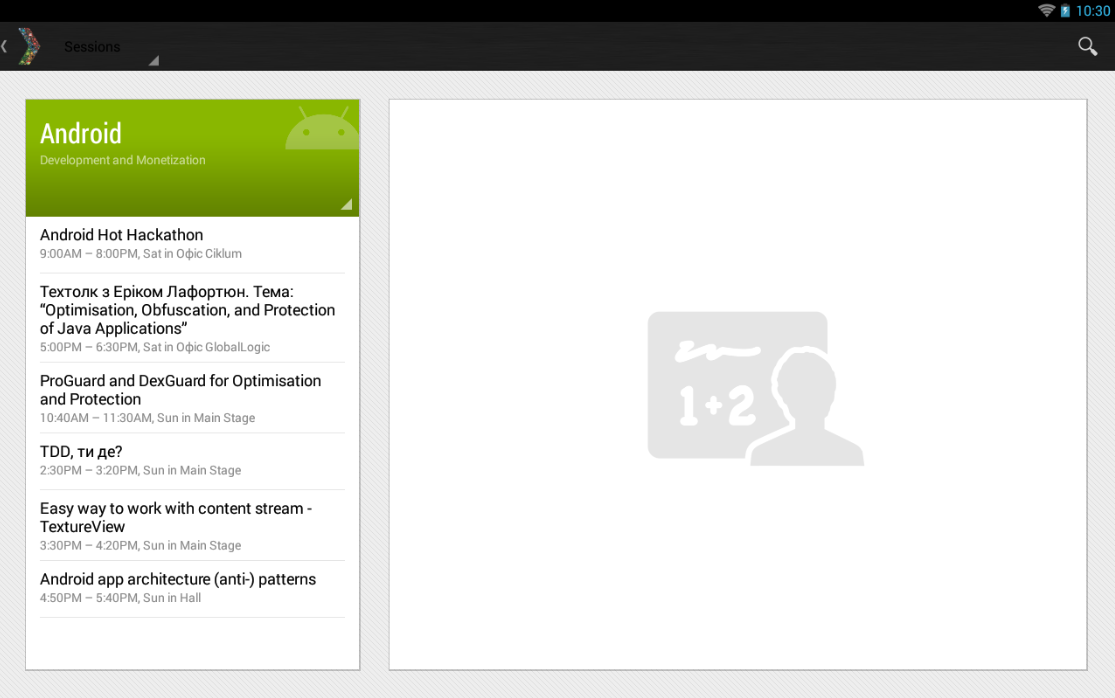 10:30
Sessions
Android
Development and Monetization
Android Hot Hackathon
9:00AM – 8:00PM, Sat in Офіс Ciklum
Техтолк з Еріком Лафортюн. Тема:
“Optimisation, Obfuscation, and Protection
of Java Applications”
5:00PM – 6:30PM, Sat in Офіс GlobalLogic
ProGuard and DexGuard for Optimisation
and Protection
10:40AM – 11:30AM, Sun in Main Stage
TDD, ти де?
2:30PM – 3:20PM, Sun in Main Stage
Easy way to work with content stream -
TextureView
3:30PM – 4:20PM, Sun in Main Stage
Android app architecture (anti-) patterns
4:50PM – 5:40PM, Sun in Hall
1+2